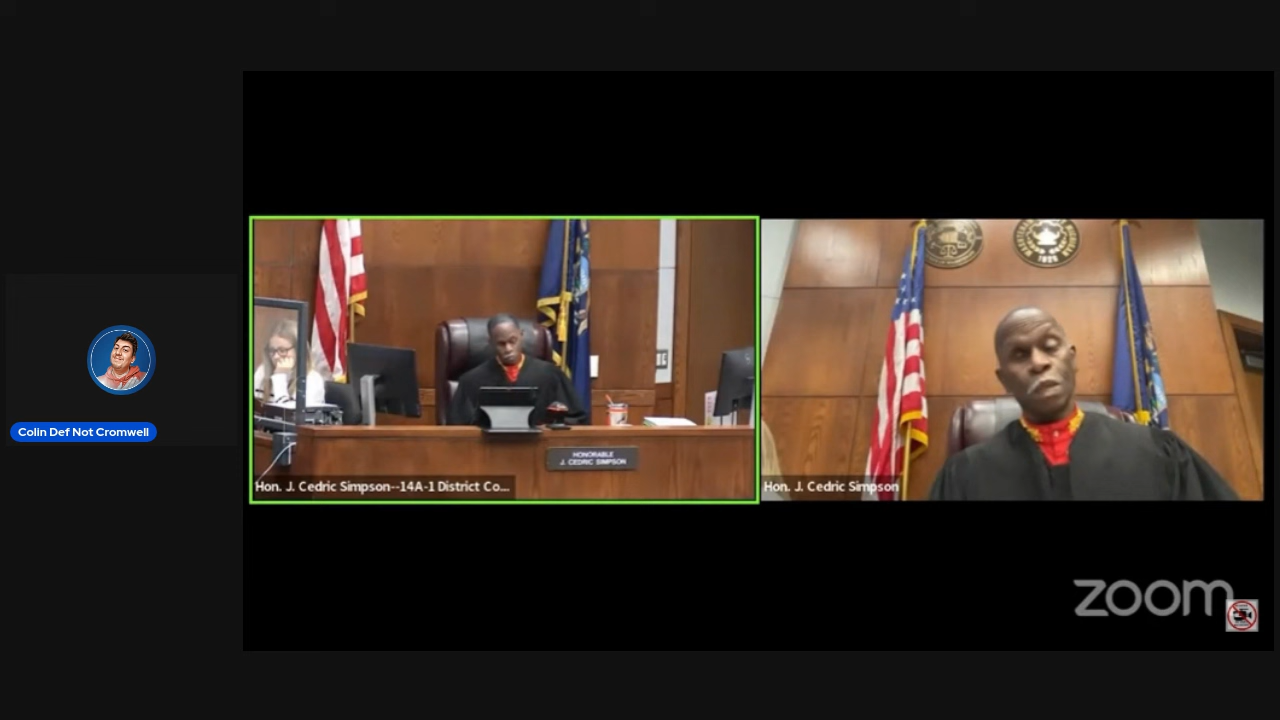 Colin Def Not Cromwell
HONORABLE
J. CEDRIC SIMPSON
Hon. J. Cedric Simpson--14A-1 District Co...
Hon. J. Cedric Simpson
zoom